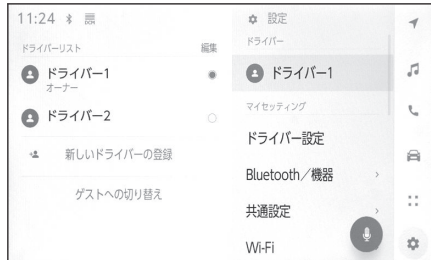 11:24
ドライバーリスト
編集
ドライバー1
オーナー
ドライバー2
新しいドライバーの登録
ゲストへの切り替え
設定
ドライバー
ドライバー1
マイセッティング
ドライバー設定
Bluetooth／機器
共通設定
Wi-Fi